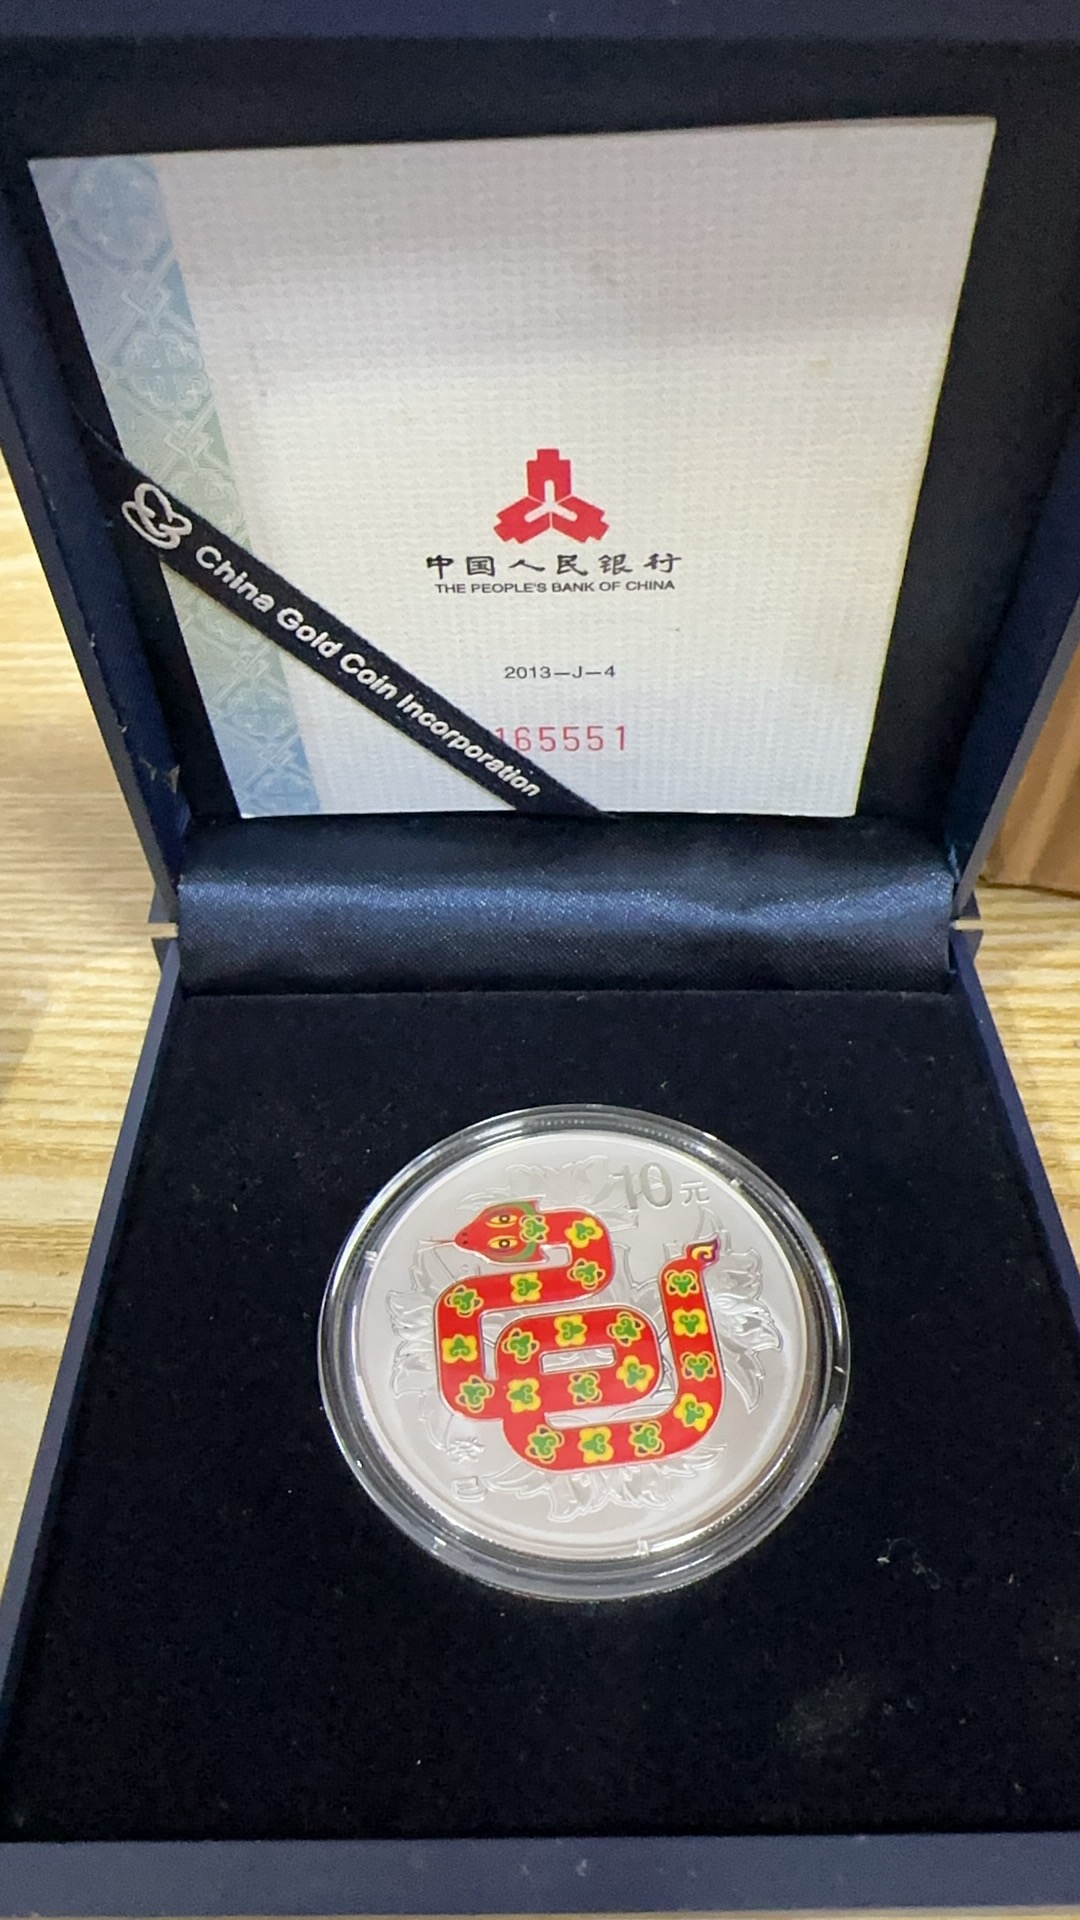 中国人民银行
THE PEOPLE'S BANK OF CHINA
2013-J-4
165551
China Gold Coin Incorporation
10元
癸巳